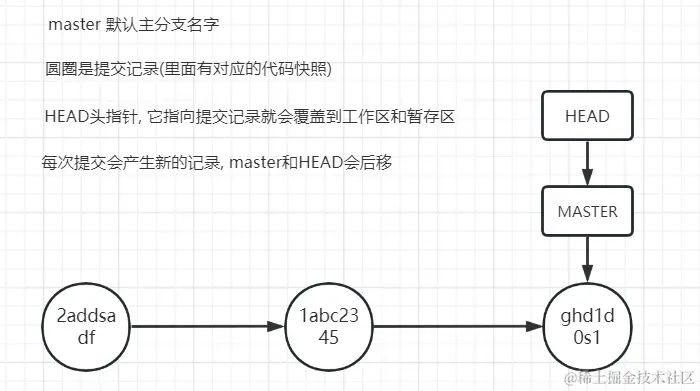 master 默认主分支名字
圆圈是提交记录(里面有对应的代码快照)
HEAD头指针, 它指向提交记录就会覆盖到工作区和暂存区
每次提交会产生新的记录, master和HEAD会后移
HEAD
MASTER
2addsa
df
1abc23
45
ghd1d
0s1
@稀土掘金技术社区